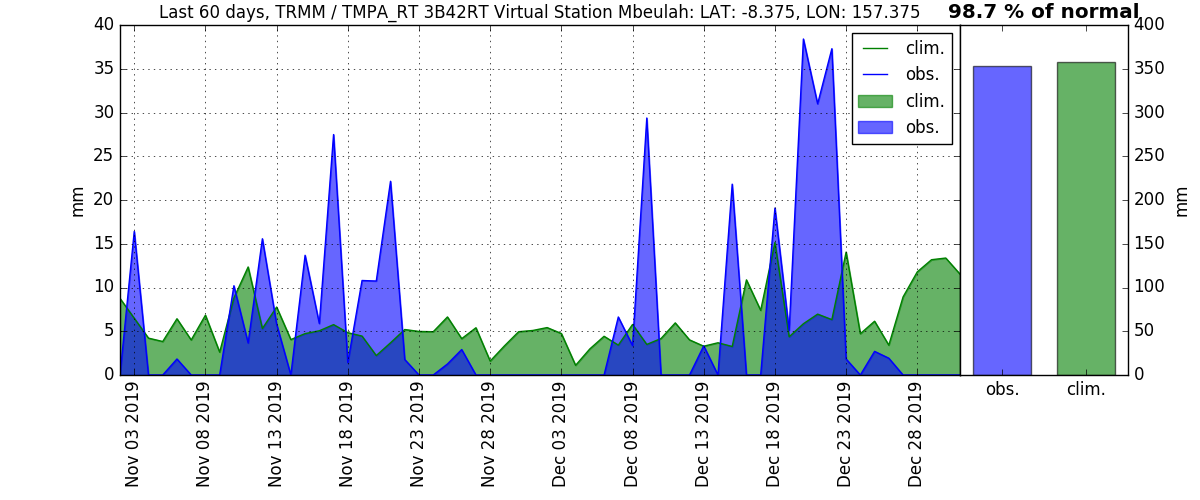 Last 60 days, TRMM / TMPA_RT 3B42RT Virtual Station Mbeulah: LAT: -8.375, LON: 157.375
98.7 % of normal
40
35
30
25
20
15
10
5
0
mm
clim.
obs.
clim.
obs.
400
350
300
250
200
150
100
50
0
mm
Nov 03 2019
Nov 08 2019
Nov 13 2019
Nov 18 2019
Nov 23 2019
Nov 28 2019
Dec 03 2019
Dec 08 2019
Dec 13 2019
Dec 18 2019
Dec 23 2019
Dec 28 2019
obs.
clim.